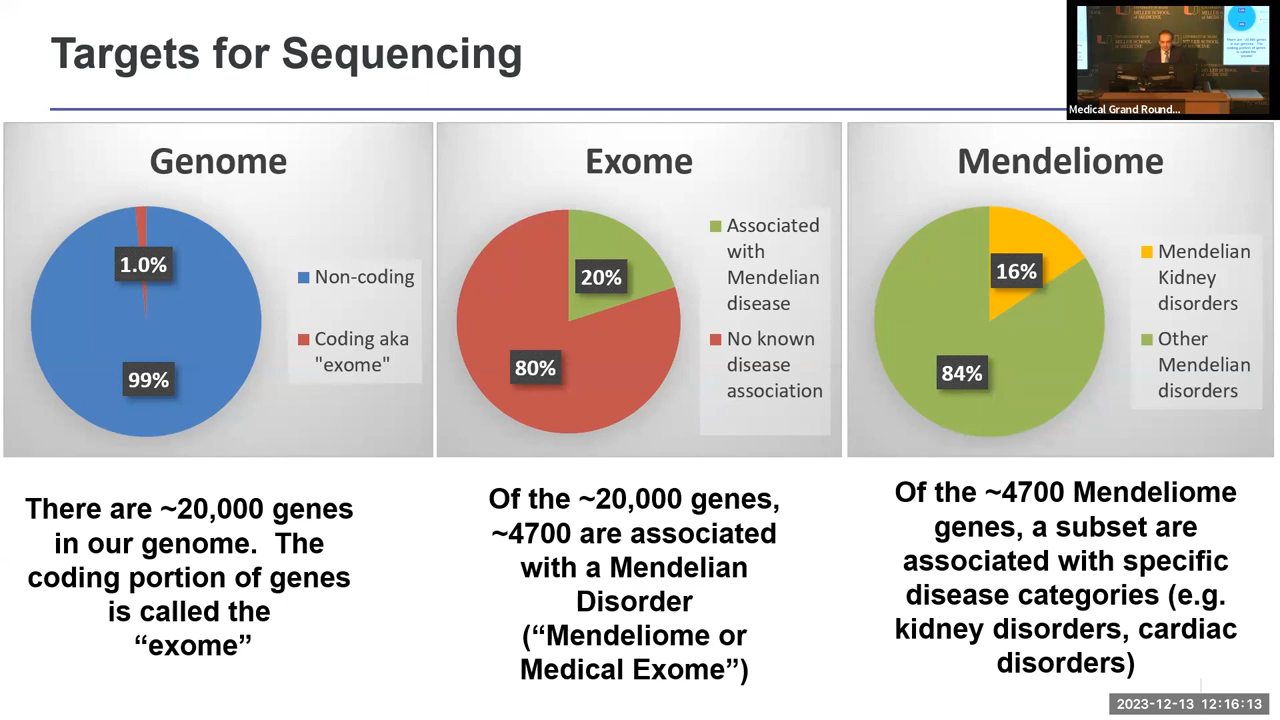 Targets for Sequencing
Medical Grand Round...
Genome
1.0%
99%
Non-coding
Coding aka
"exome"
Exome
20%
80%
Associated
with
Mendelian
disease
No known
disease
association
Mendeliome
16%
84%
Mendelian
Kidney
disorders
Other
Mendelian
disorders
There are ~20,000 genes
in our genome. The
coding portion of genes
is called the
“exome”
Of the ~20,000 genes,
~4700 are associated
with a Mendelian
Disorder
(“Mendeliome or
Medical Exome”)
Of the ~4700 Mendeliome
genes, a subset are
associated with specific
disease categories (e.g.
kidney disorders, cardiac
disorders)
2023-12-13 12:16:13